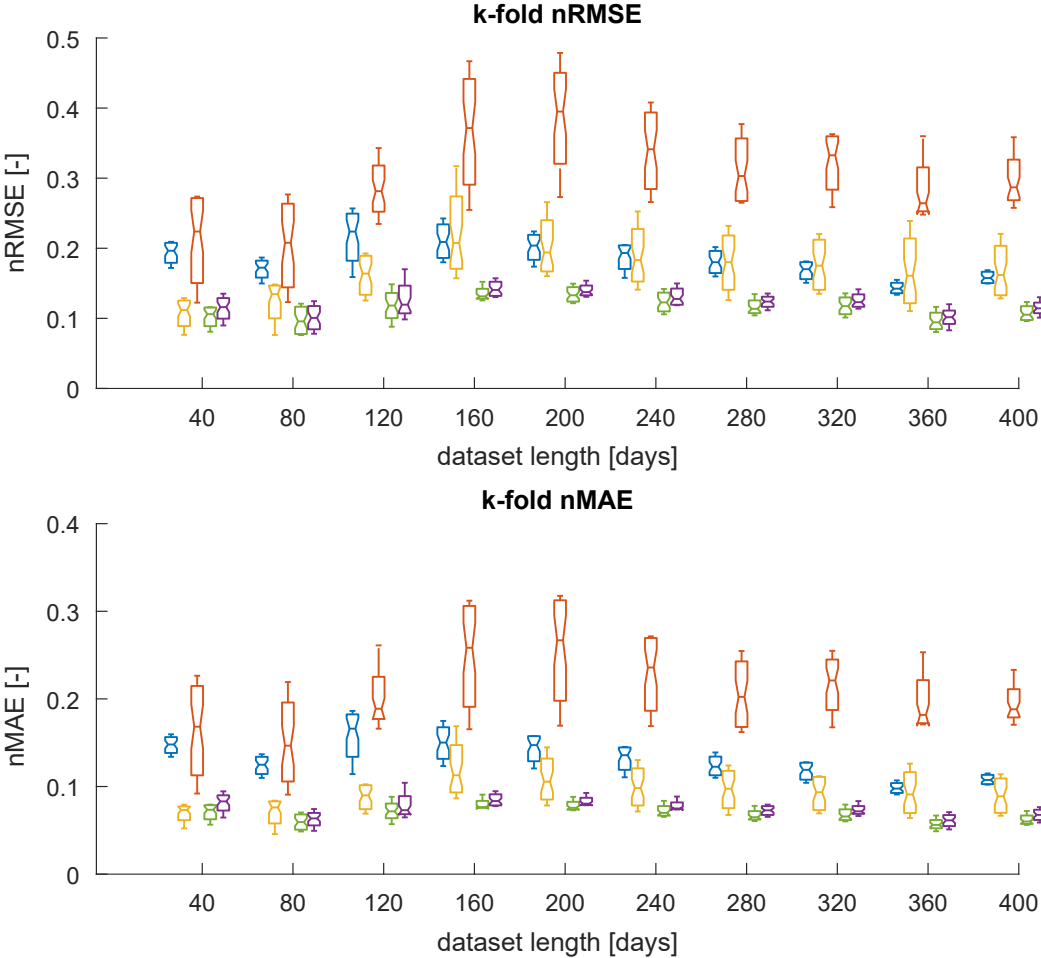 k-fold nRMSE
0.5
0.4
0.3
0.2
0.1
0
nRMSE [-]
40 80 120 160 200 240 280 320 360 400
dataset length [days]
k-fold nMAE
0.4
0.3
0.2
0.1
0
nMAE [-]
40 80 120 160 200 240 280 320 360 400
dataset length [days]